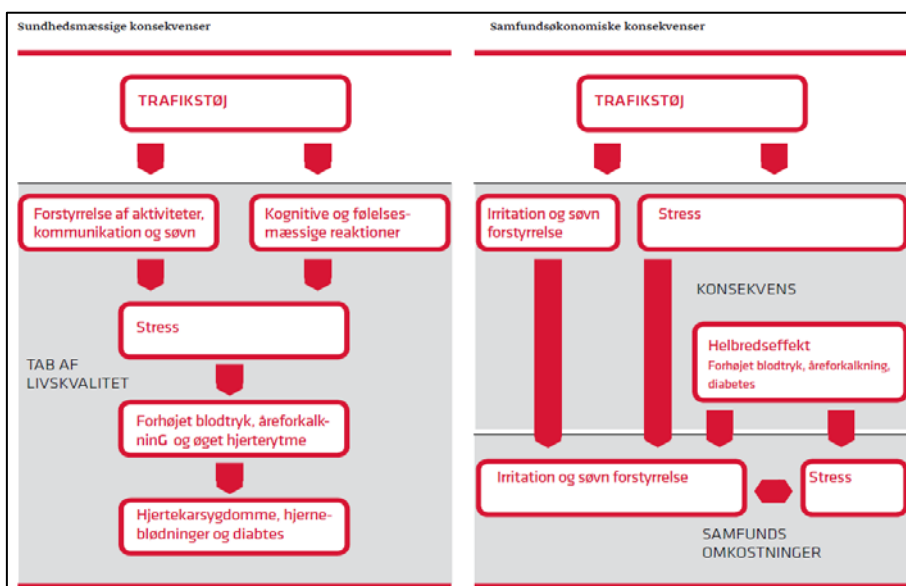 Sundhedsmæssige konsekvenser
TRAFIKSTØJ
Forstyrrelse af aktiviteter,
kommunikation og søvn
Kognitive og følelses-
mæssige reaktioner
Stress
TAB AF
LIVSKVALITET
Forhøjet blodtryk, åreforkalk-
ninG og øget hjerterytme
Hjertekarsygdomme, hjerne-
blødninger og diabtes
Samfundsøkonomiske konsekvenser
TRAFIKSTØJ
Irritation og søvn
forstyrrelse
Stress
KONSEKVENS
Helbredseffekt
Forhøjet blodtryk, åreforkalkning,
diabetes
Irritation og søvn forstyrrelse
Stress
SAMFUNDS
OMKOSTNINGER